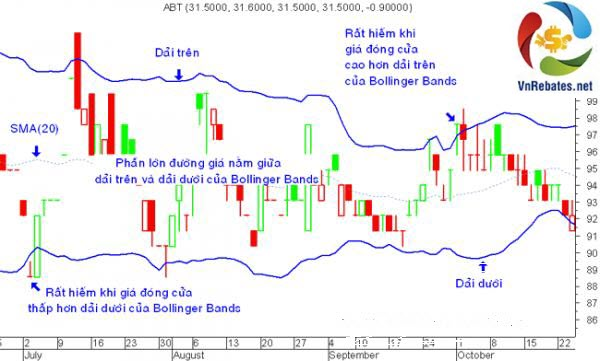 ABT (31.5000, 31.6000, 31.5000, 31.5000, -0.90000)
VnRebates.net
Dải trên
Rất hiếm khi
giá đóng cửa
cao hơn dải trên
của Bollinger Bands
SMA(20)
Phần lớn đường giá nằm giữa
dải trên và dải dưới của Bollinger Bands
Rất hiếm khi giá đóng cửa
thấp hơn dải dưới của Bollinger Bands
Dải dưới
99
98
97
96
95
94
93
92
91
90
89
88
86
2 9 16 23 30 6 13 20 27 4 10 17 24 1 8 15 22
July August September October